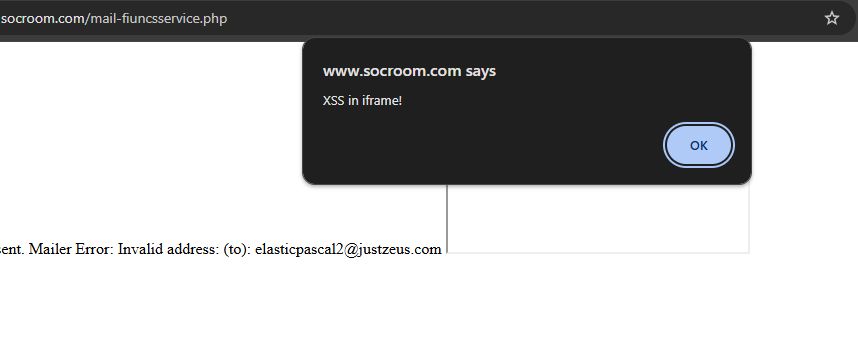 socroom.com/mail-fiuncsservice.php
www.socroom.com says
XSS in iframe!
OK
sent. Mailer Error: Invalid address: (to): elasticpascal2@justzeus.com